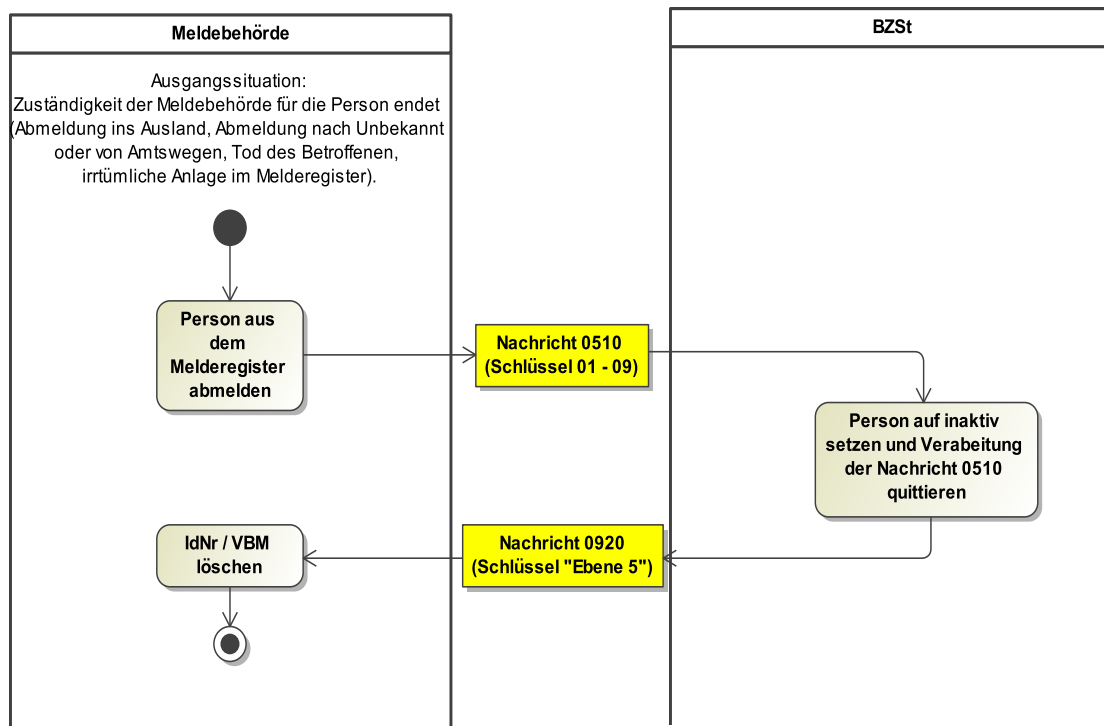 Meldebehörde
BZSt
Ausgangssituation:
Zuständigkeit der Meldebehörde für die Person endet
(Abmeldung ins Ausland, Abmeldung nach Unbekannt
oder von Amtswegen, Tod des Betroffenen,
irrtümliche Anlage im Melderegister).
Person aus
dem
Melderegister
abmelden
Nachricht 0510
(Schlüssel 01 - 09)
Person auf inaktiv
setzen und Verabeitung
der Nachricht 0510
quittieren
Nachricht 0920
(Schlüssel "Ebene 5")
IdNr / VBM
löschen